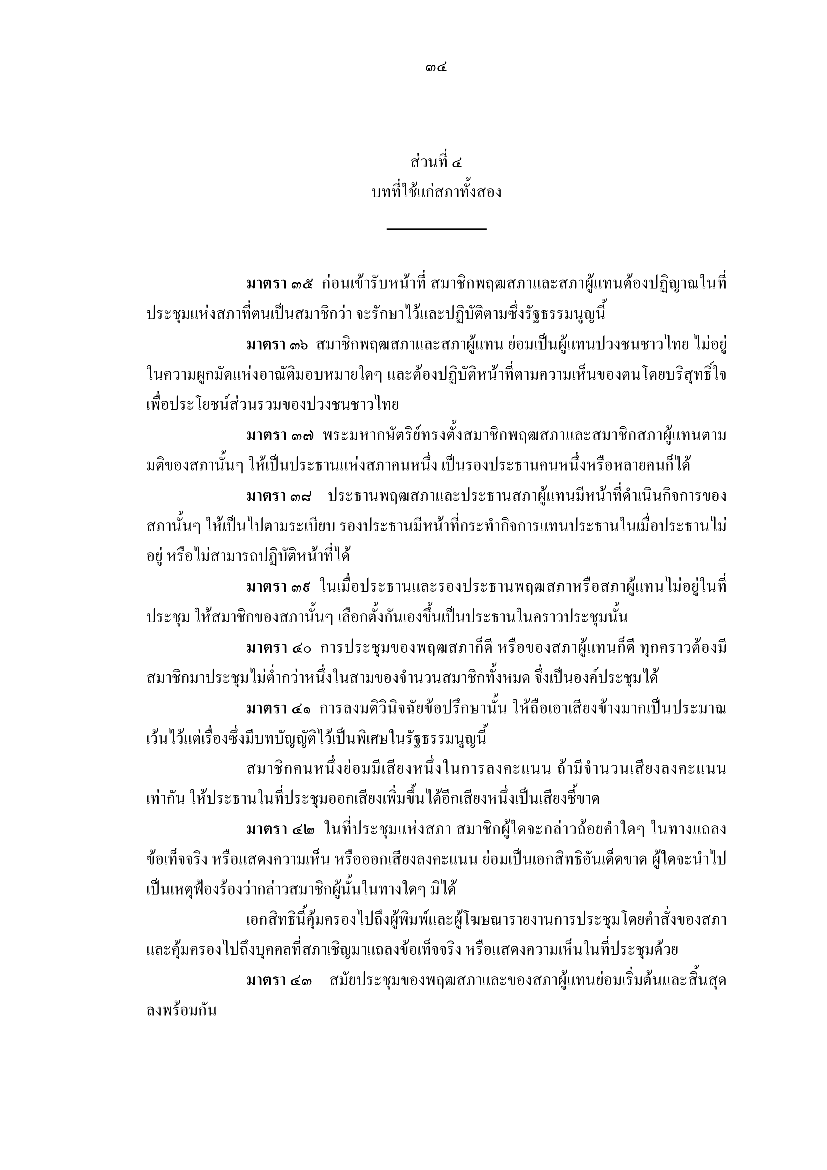 ๓๔
ส่วนที่ ๔
บทที่ใช้แก่สภาทั้งสอง
มาตรา ๓๕ ก่อนเข้ารับหน้าที่ สมาชิกพฤฒสภาและสภาผู้แทนต้องปฏิญาณในที่
ประชุมแห่งสภาที่ตนเป็นสมาชิกว่า จะรักษาไว้และปฏิบัติตามซึ่งรัฐธรรมนูญนี้
มาตรา ๓๖ สมาชิกพฤฒสภาและสภาผู้แทน ย่อมเป็นผู้แทนปวงชนชาวไทย ไม่อยู่
ในความผูกมัดแห่งอาณัติมอบหมายใดๆ และต้องปฏิบัติหน้าที่ตามความเห็นของตนโดยบริสุทธิ์ใจ
เพื่อประโยชน์ส่วนรวมของปวงชนชาวไทย
มาตรา ๓๗ พระมหากษัตริย์ทรงตั้งสมาชิกพฤฒสภาและสมาชิกสภาผู้แทนตาม
มติของสภานั้นๆ ให้เป็นประธานแห่งสภาคนหนึ่ง เป็นรองประธานคนหนึ่งหรือหลายคนก็ได้
มาตรา ๓๘ ประธานพฤฒสภาและประธานสภาผู้แทนมีหน้าที่ดำเนินกิจการของ
สภานั้นๆ ให้เป็นไปตามระเบียบ รองประธานมีหน้าที่กระทำกิจการแทนประธานในเมื่อประธานไม่
อยู่ หรือไม่สามารถปฏิบัติหน้าที่ได้
มาตรา ๓๙ ในเมื่อประธานและรองประธานพฤฒสภาหรือสภาผู้แทนไม่อยู่ในที่
ประชุม ให้สมาชิกของสภานั้นๆ เลือกตั้งกันเองขึ้นเป็นประธานในคราวประชุมนั้น
มาตรา ๔๐ การประชุมของพฤฒสภาก็ดี หรือของสภาผู้แทนก็ดี ทุกคราวต้องมี
สมาชิกมาประชุมไม่ต่ำกว่าหนึ่งในสามของจำนวนสมาชิกทั้งหมด จึ่งเป็นองค์ประชุมได้
มาตรา ๔๑ การลงมติวินิจฉัยข้อปรึกษานั้น ให้ถือเอาเสียงข้างมากเป็นประมาณ
เว้นไว้แต่เรื่องซึ่งมีบทบัญญัติไว้เป็นพิเศษในรัฐธรรมนูญนี้
สมาชิกคนหนึ่งย่อมมีเสียงหนึ่งในการลงคะแนน ถ้ามีจำนวนเสียงลงคะแนน
เท่ากัน ให้ประธานในที่ประชุมออกเสียงเพิ่มขึ้นได้อีกเสียงหนึ่งเป็นเสียงชี้ขาด
มาตรา ๔๒ ในที่ประชุมแห่งสภา สมาชิกผู้ใดจะกล่าวถ้อยคำใดๆ ในทางแถลง
ข้อเท็จจริง หรือแสดงความเห็น หรือออกเสียงลงคะแนน ย่อมเป็นเอกสิทธิอันเด็ดขาด ผู้ใดจะนำไป
เป็นเหตุฟ้องร้องว่ากล่าวสมาชิกผู้นั้นในทางใดๆ มิได้
เอกสิทธินี้คุ้มครองไปถึงผู้พิมพ์และผู้โฆษณารายงานการประชุมโดยคำสั่งของสภา
และคุ้มครองไปถึงบุคคลที่สภาเชิญมาแถลงข้อเท็จจริง หรือแสดงความเห็นในที่ประชุมด้วย
มาตรา ๔๓ สมัยประชุมของพฤฒสภาและของสภาผู้แทนย่อมเริ่มต้นและสิ้นสุด
ลงพร้อมกัน